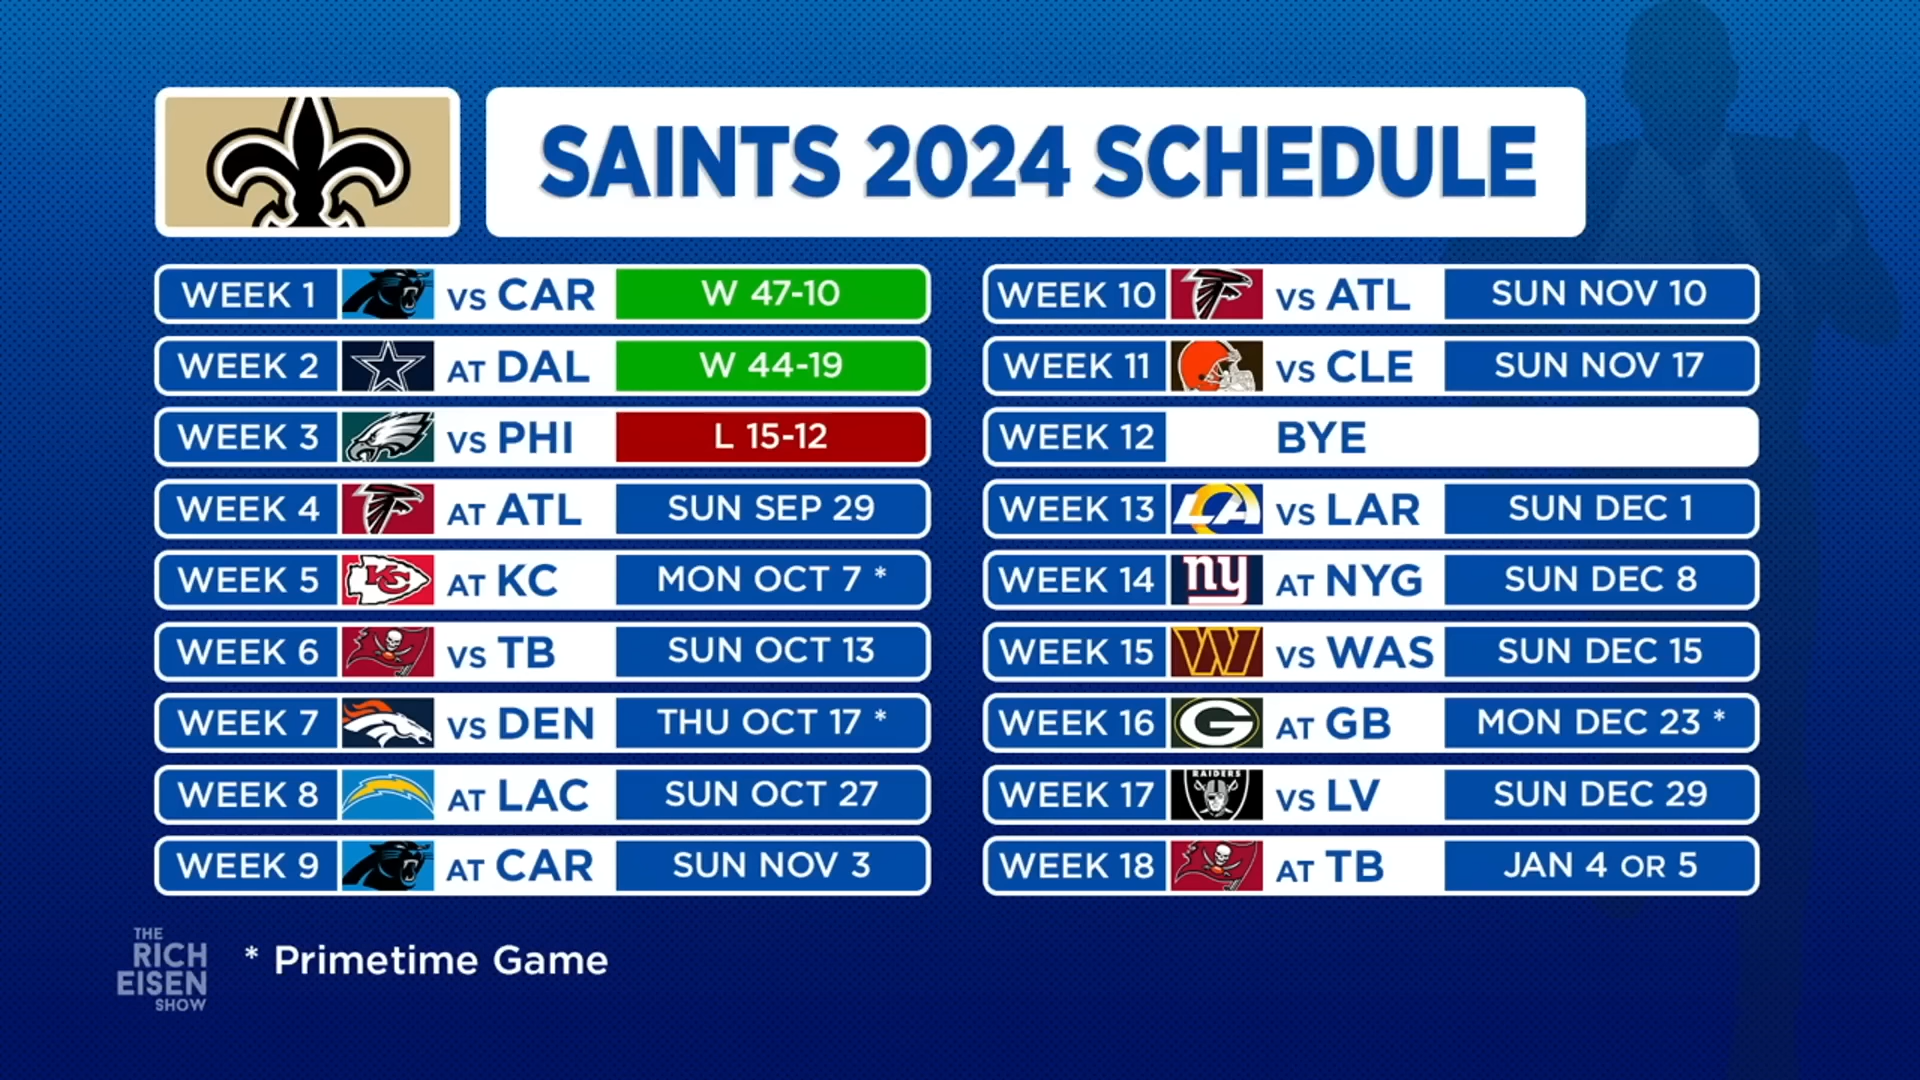 SAINTS 2024 SCHEDULE
WEEK 1 VS CAR W 47-10
WEEK 2 AT DAL W 44-19
WEEK 3 VS PHI L 15-12
WEEK 4 AT ATL SUN SEP 29
WEEK 5 KC AT KC MON OCT 7 *
WEEK 6 VS TB SUN OCT 13
WEEK 7 VS DEN THU OCT 17 *
WEEK 8 AT LAC SUN OCT 27
WEEK 9 AT CAR SUN NOV 3
WEEK 10 VS ATL SUN NOV 10
WEEK 11 VS CLE SUN NOV 17
WEEK 12 BYE
WEEK 13 LA VS LAR SUN DEC 1
WEEK 14 ny AT NYG SUN DEC 8
WEEK 15 W VS WAS SUN DEC 15
WEEK 16 G AT GB MON DEC 23 *
WEEK 17 RAIDERS VS LV SUN DEC 29
WEEK 18 AT TB JAN 4 OR 5
THE
RICH
EISEN
SHOW
* Primetime Game